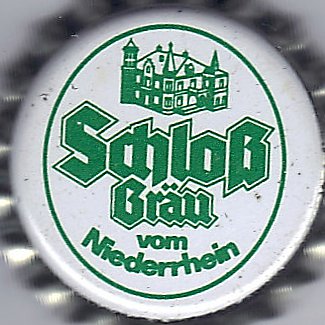 Schloß
Bräu
vom
Niederrhein